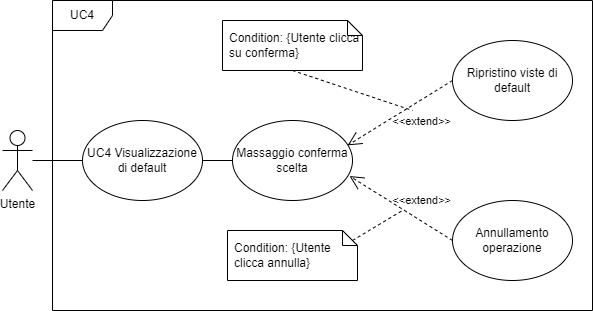 UC4
Condition: {Utente clicca
su conferma}
Ripristino viste di
default
<<extend>>
UC4 Visualizzazione
di default
Massaggio conferma
scelta
Utente
<<extend>>
Condition: {Utente
clicca annulla}
Annullamento
operazione